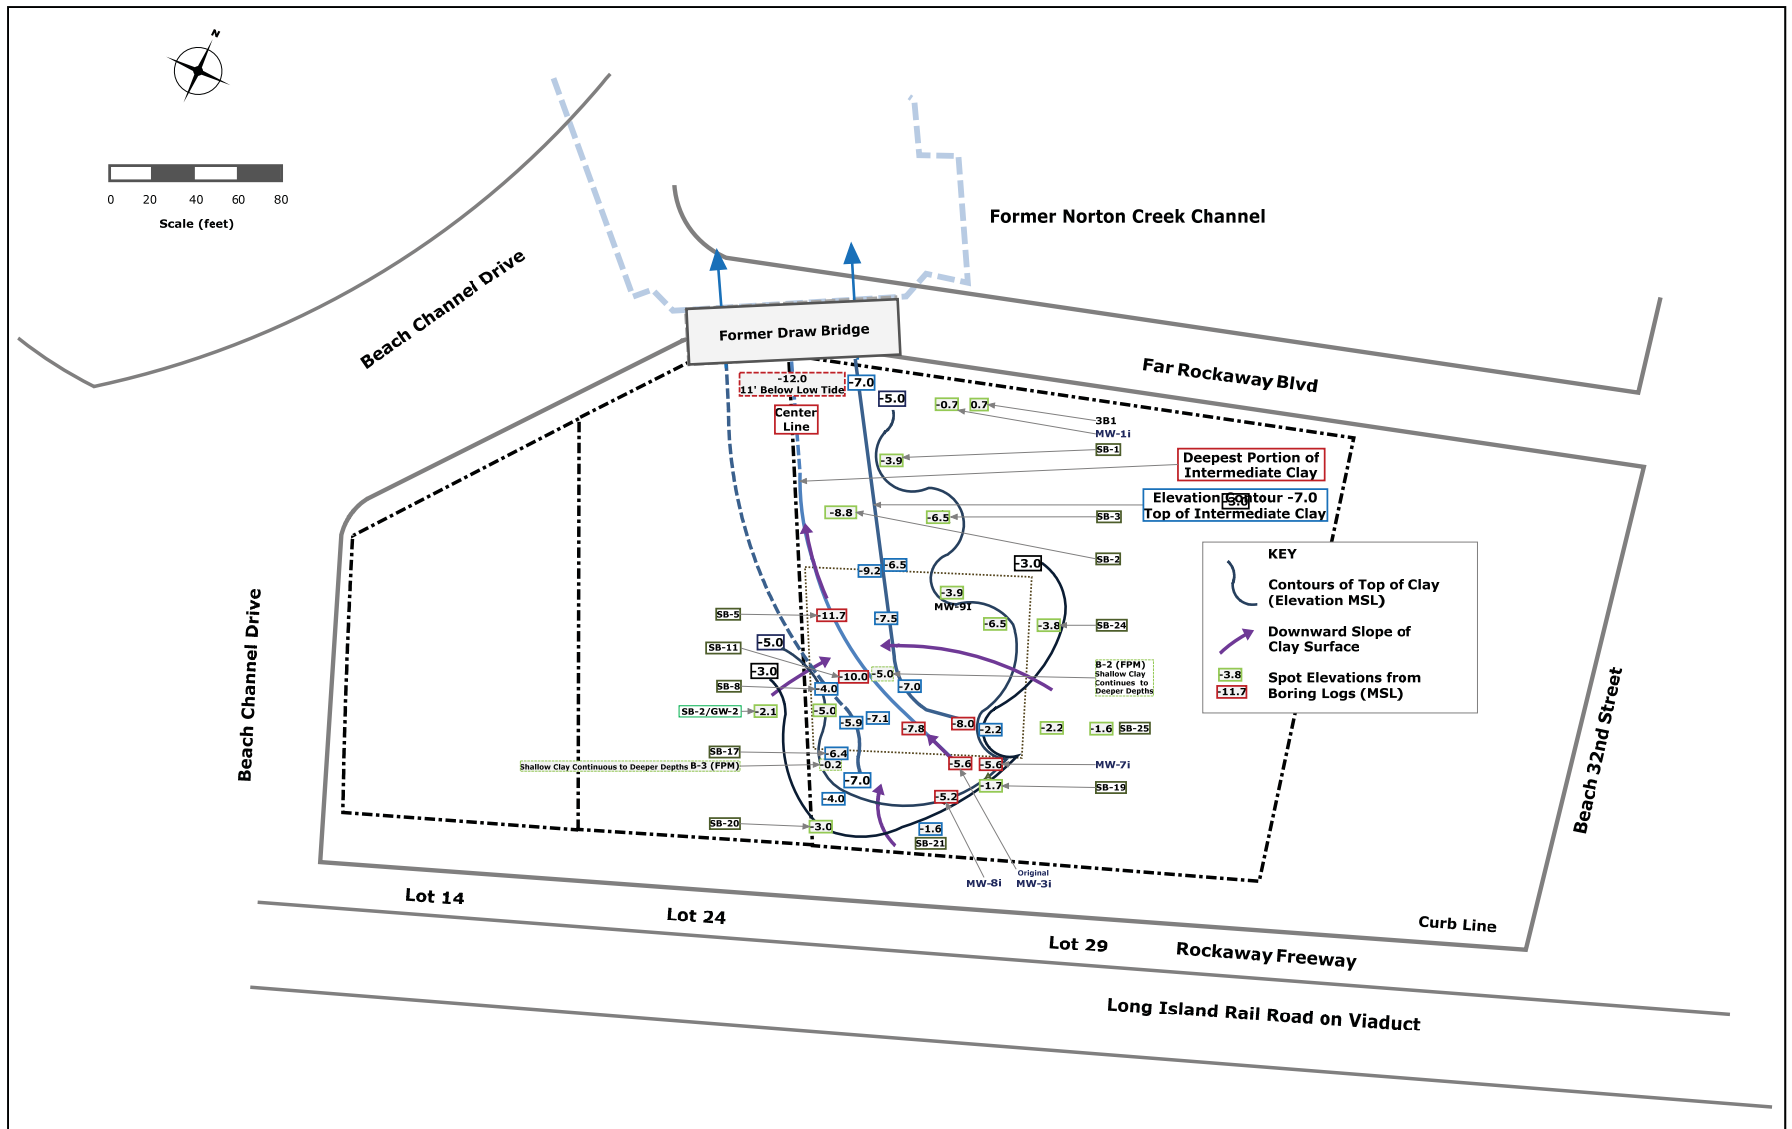 N
0 20 40 60 80
Scale (feet)
Beach Channel Drive
Former Norton Creek Channel
Former Draw Bridge
Far Rockaway Blvd
-12.0
11' Below Low Tide
-7.0
-5.0
Center
Line
-0.7
0.7
3B1
MW-1i
SB-1
-3.9
Deepest Portion of
Intermediate Clay
Elevation Contour -7.0
Top of Intermediate Clay
-3.0
-8.8
-6.5
SB-3
SB-2
KEY
Contours of Top of Clay
(Elevation MSL)
Downward Slope of
Clay Surface
-3.8
-11.7
Spot Elevations from
Boring Logs (MSL)
-9.2
-6.5
-3.0
-3.9
MW-9I
SB-5
-11.7
-7.5
-6.5
-3.8
SB-24
-5.0
SB-11
-3.0
-10.0
-5.0
B-2 (FPM)
Shallow Clay
Continues to
Deeper Depths
SB-8
-4.0
-7.0
SB-2/GW-2
-2.1
-5.0
-5.9
-7.1
-7.8
-8.0
-2.2
-2.2
-1.6
SB-25
SB-17
-6.4
Shallow Clay Continuous to Deeper Depths B-3 (FPM)
-0.2
-5.6
-5.6
MW-7i
-7.0
-1.7
SB-19
-4.0
-5.2
SB-20
-3.0
-1.6
SB-21
MW-8i
Original
MW-3i
Beach Channel Drive
Beach 32nd Street
Lot 14
Lot 24
Lot 29
Curb Line
Rockaway Freeway
Long Island Rail Road on Viaduct